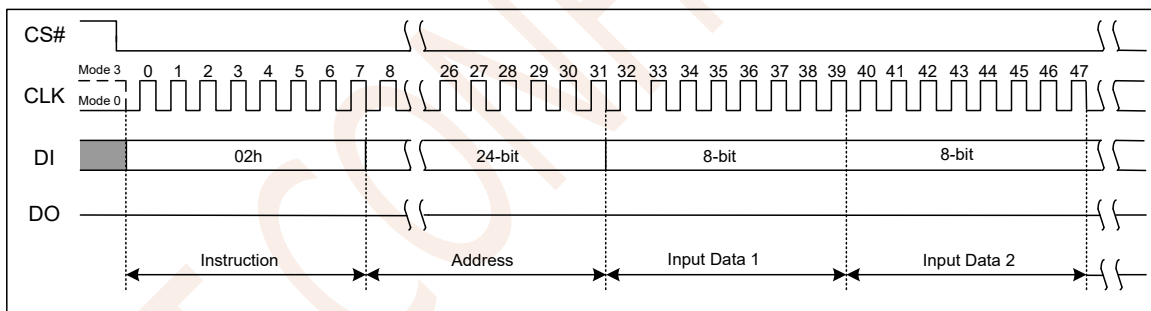 CS#
Mode 3
0 1 2 3 4 5 6 7 8 26 27 28 29 30 31 32 33 34 35 36 37 38 39 40 41 42 43 44 45 46 47
CLK
Mode 0
DI 02h 24-bit 8-bit 8-bit
DO
Instruction Address Input Data 1 Input Data 2